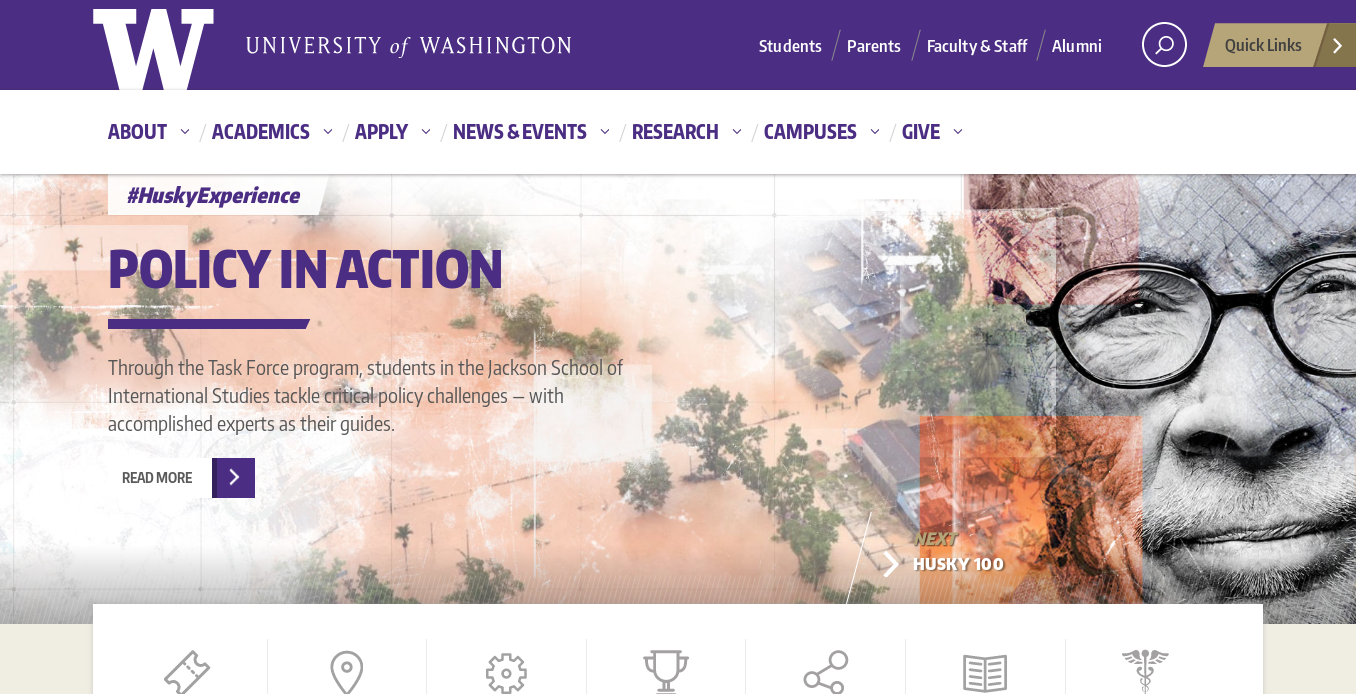 W UNIVERSITY of WASHINGTON
Students Parents Faculty & Staff Alumni
Quick Links
ABOUT ACADEMICS APPLY NEWS & EVENTS RESEARCH CAMPUSES GIVE
#HuskyExperience
POLICY IN ACTION
Through the Task Force program, students in the Jackson School of
International Studies tackle critical policy challenges — with
accomplished experts as their guides.
READ MORE
NEXT
HUSKY 100